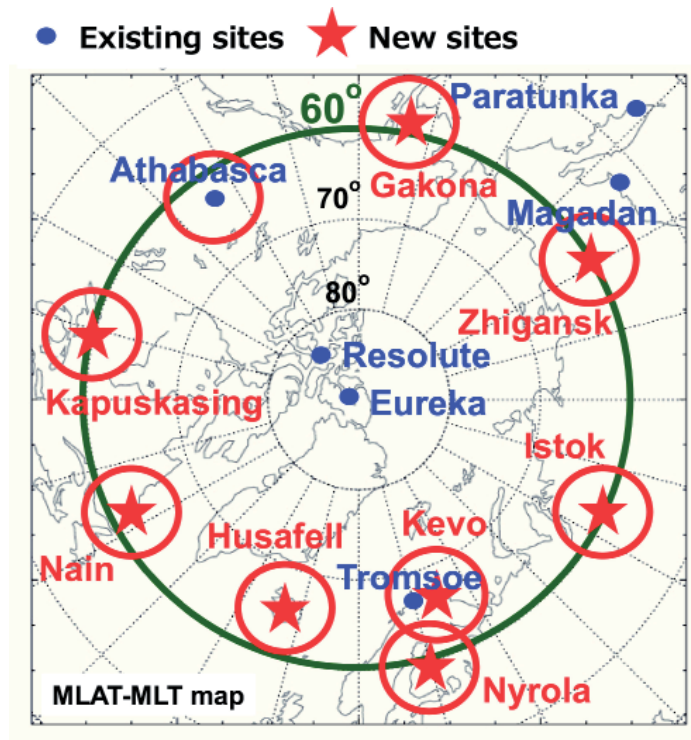 Existing sites New sites
60°
Paratunka
Athabasca
Gakona
70°
Magadan
80°
Zhigansk
Resolute
Kapuskasing
Eureka
Istok
Kevo
Husafell
Nain
Tromsoe
MLAT-MLT map
Nyrola